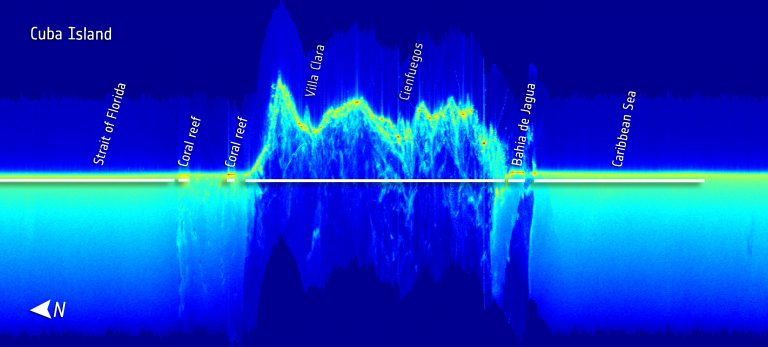 Cuba Island
Strait of Florida
Coral reef
Coral reef
Villa Clara
Cienfuegos
Bahia de Jagua
Caribbean Sea
N